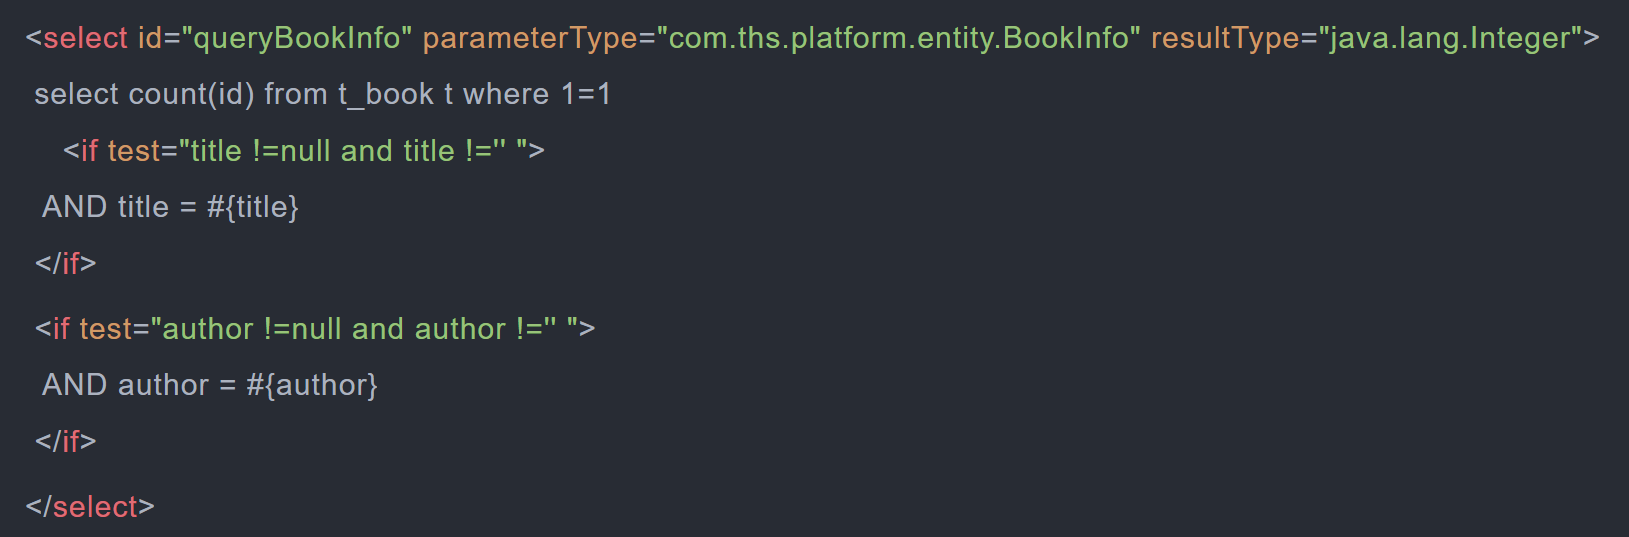 <select id="queryBookInfo" parameterType="com.ths.platform.entity.BookInfo" resultType="java.lang.Integer">
select count(id) from t_book t where 1=1
<if test="title !=null and title !='' ">
AND title = #{title}
</if>
<if test="author !=null and author !='' ">
AND author = #{author}
</if>
</select>